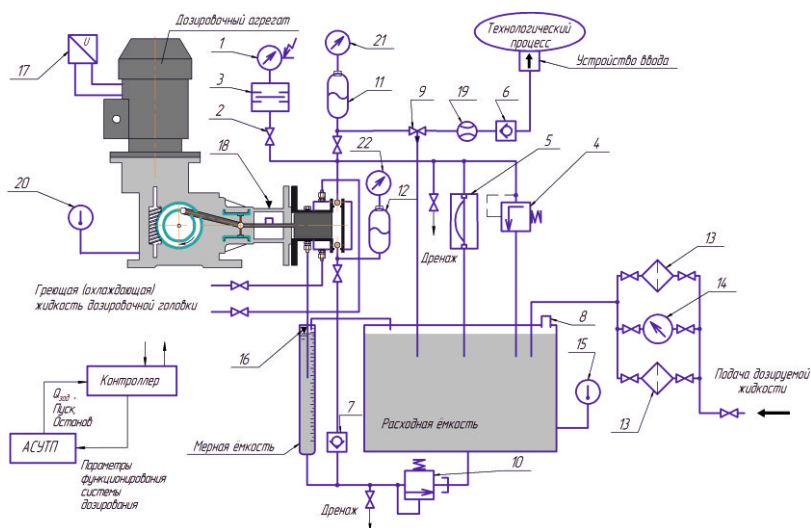 Дозировочный агрегат
17
U
1
3
2
18
20
21
11
22
12
9
19
6
Технологический
процесс
Устройство ввода
5
4
Дренаж
13
14
13
Подача дозируемой
жидкости
Греющая (охлаждающая)
жидкость дозировочной головки
16
8
15
Расходная ёмкость
7
Мерная ёмкость
10
Дренаж
Контроллер
Qзад ,
Пуск,
Останов
АСУТП
Параметры
функционирования
системы
дозирования